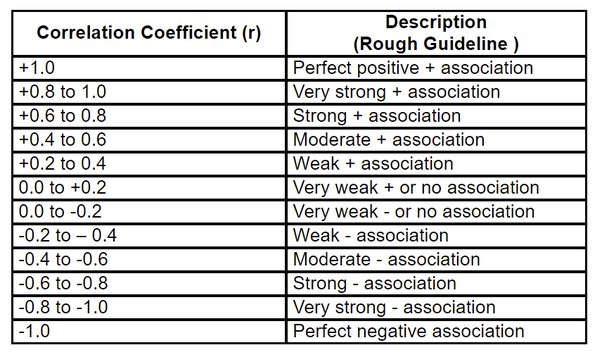 Correlation Coefficient (r) Description
(Rough Guideline )
+1.0 Perfect positive + association
+0.8 to 1.0 Very strong + association
+0.6 to 0.8 Strong + association
+0.4 to 0.6 Moderate + association
+0.2 to 0.4 Weak + association
0.0 to +0.2 Very weak + or no association
0.0 to -0.2 Very weak - or no association
-0.2 to – 0.4 Weak - association
-0.4 to -0.6 Moderate - association
-0.6 to -0.8 Strong - association
-0.8 to -1.0 Very strong - association
-1.0 Perfect negative association